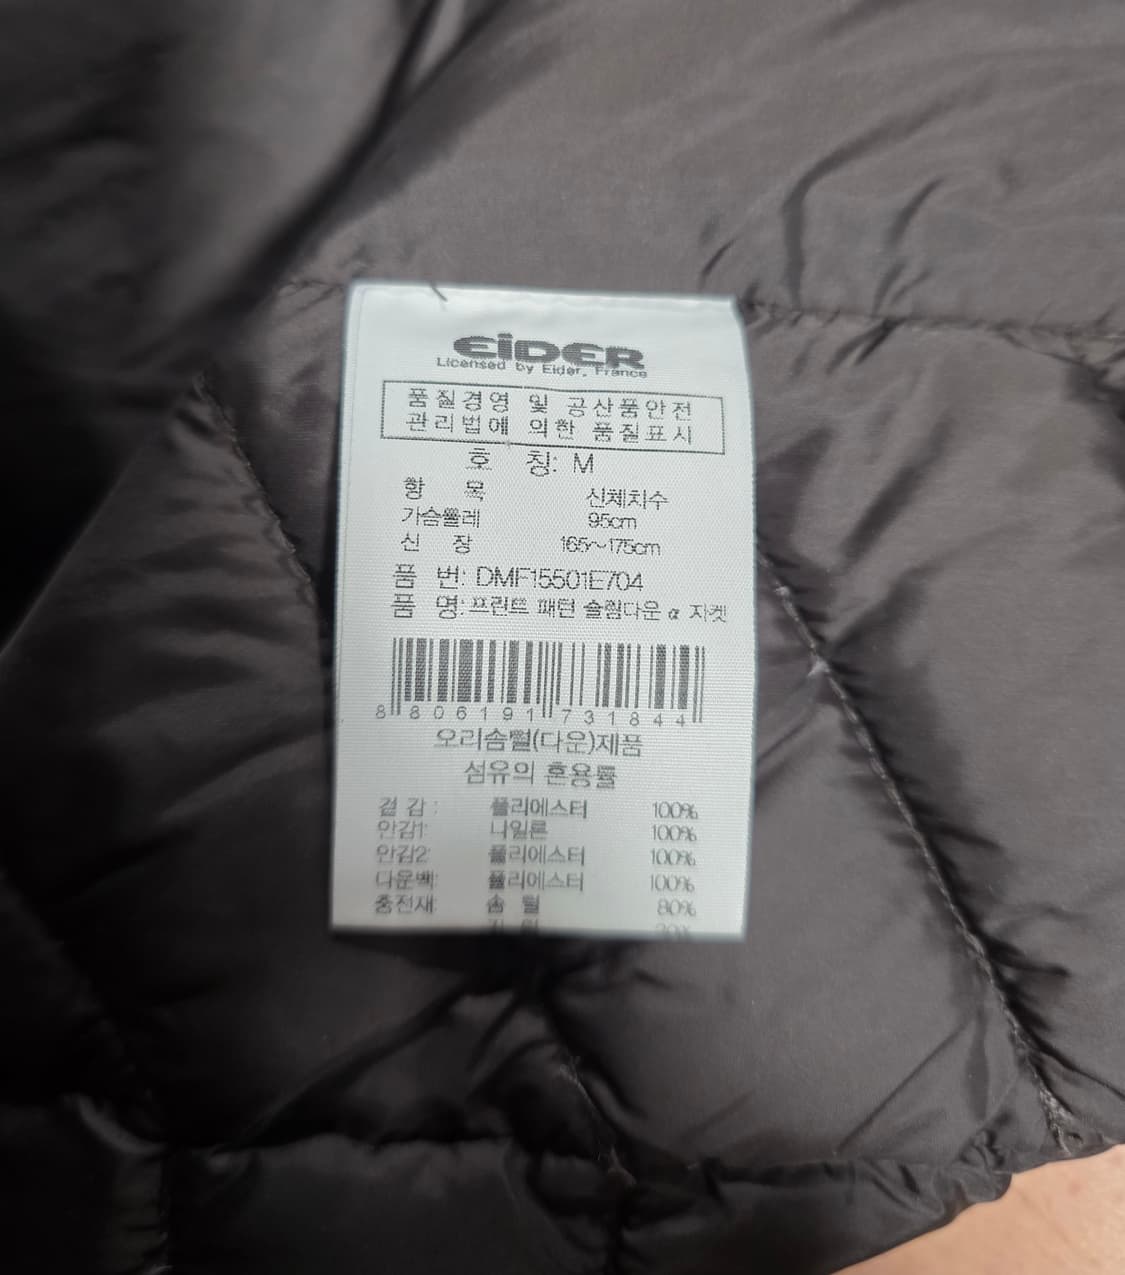 EiDER
Licensed by Eider, France
품질경영 및 공산품안전
관리법에 의한 품질표시
호 칭: M
항 목 신체치수
가슴둘레 95cm
신 장 165~175cm
품 번: DMF15501E704
품 명: 프린트 패턴 슬림다운 α 자켓
8 806191 731844
오리솜털(다운)제품
섬유의 혼용률
겉 감 : 폴리에스터 100%
안감1: 나일론 100%
안감2: 폴리에스터 100%
다운백: 폴리에스터 100%
충전재: 솜 털 80%